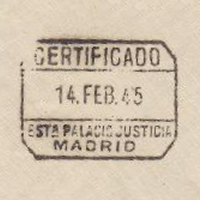 CERTIFICADO
14.FEB.45
ESTª PALACIO JUSTICIA
MADRID